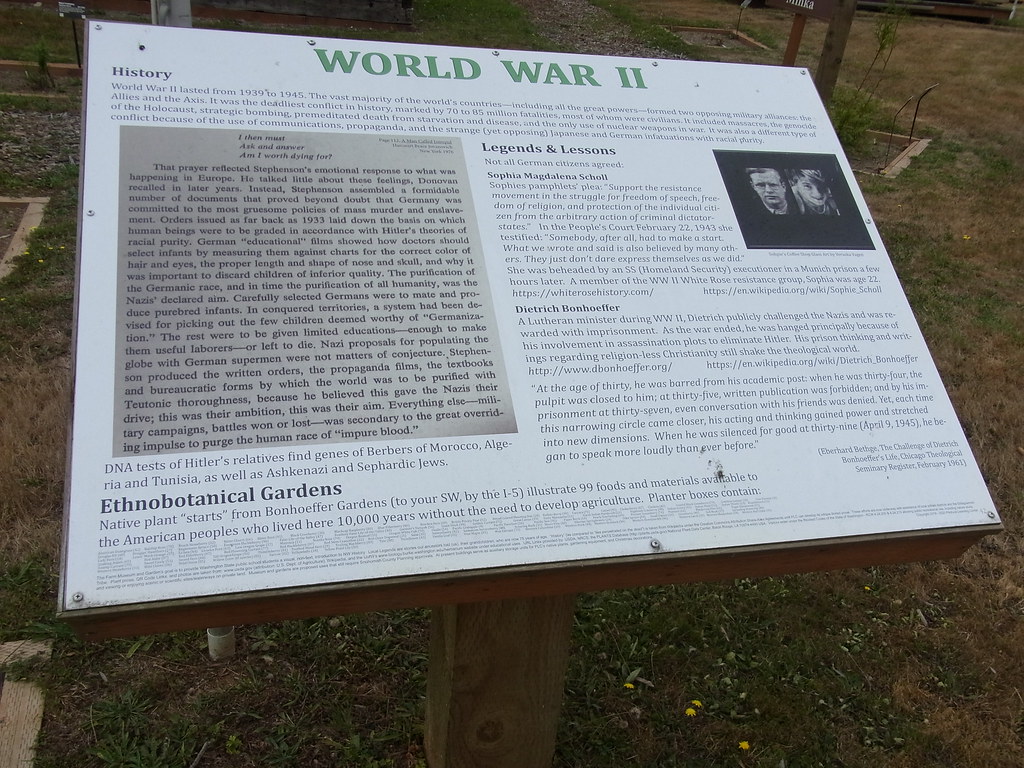 Minka
WORLD WAR II
History
World War II lasted from 1939 to 1945. The vast majority of the world's countries—including all the great powers—formed two opposing military alliances: the
Allies and the Axis. It was the deadliest conflict in history, marked by 70 to 85 million fatalities, most of whom were civilians. It included massacres, the genocide
of the Holocaust, strategic bombing, premeditated death from starvation and disease, and the only use of nuclear weapons in war. It was also a different type of
conflict because of the use of communications, propaganda, and the strange (yet opposing) Japanese and German infatuations with racial purity.
I then must
Ask and answer
Am I worth dying for?
Page 112, A Man Called Intrepid
Harcourt Brace Jovanovich
New York 1976
That prayer reflected Stephenson's emotional response to what was
happening in Europe. He talked little about these feelings, Donovan
recalled in later years. Instead, Stephenson assembled a formidable
number of documents that proved beyond doubt that Germany was
committed to the most gruesome policies of mass murder and enslave-
ment. Orders issued as far back as 1933 laid down the basis on which
human beings were to be graded in accordance with Hitler's theories of
racial purity. German "educational" films showed how doctors should
select infants by measuring them against charts for the correct color of
hair and eyes, the proper length and shape of nose and skull, and why it
was important to discard children of inferior quality. The purification of
the Germanic race, and in time the purification of all humanity, was the
Nazis' declared aim. Carefully selected Germans were to mate and pro-
duce purebred infants. In conquered territories, a system had been de-
vised for picking out the few children deemed worthy of "Germaniza-
tion." The rest were to be given limited educations—enough to make
them useful laborers—or left to die. Nazi proposals for populating the
globe with German supermen were not matters of conjecture. Stephen-
son produced the written orders, the propaganda films, the textbooks
and bureaucratic forms by which the world was to be purified with
Teutonic thoroughness, because he believed this gave the Nazis their
drive; this was their ambition, this was their aim. Everything else—mili-
tary campaigns, battles won or lost—was secondary to the great overrid-
ing impulse to purge the human race of "impure blood."
DNA tests of Hitler's relatives find genes of Berbers of Morocco, Alge-
ria and Tunisia, as well as Ashkenazi and Sephardic Jews.
Legends & Lessons
Not all German citizens agreed:
Sophia Magdalena Scholl
Sophies pamphlets' plea: "Support the resistance
movement in the struggle for freedom of speech, free-
dom of religion, and protection of the individual citi-
zen from the arbitrary action of criminal dictator-
states." In the People's Court February 22, 1943 she
testified: "Somebody, after all, had to make a start.
What we wrote and said is also believed by many oth-
ers. They just don't dare express themselves as we did."
She was beheaded by an SS (Homeland Security) executioner in a Munich prison a few
hours later. A member of the WW II White Rose resistance group, Sophia was age 22.
https://whiterosehistory.com/ https://en.wikipedia.org/wiki/Sophie_Scholl
Dietrich Bonhoeffer
A Lutheran minister during WW II, Dietrich publicly challenged the Nazis and was re-
warded with imprisonment. As the war ended, he was hanged principally because of
his involvement in assassination plots to eliminate Hitler. His prison thinking and writ-
ings regarding religion-less Christianity still shake the theological world.
http://www.dbonhoeffer.org/ https://en.wikipedia.org/wiki/Dietrich_Bonhoeffer
"At the age of thirty, he was barred from his academic post: when he was thirty-four, the
pulpit was closed to him; at thirty-five, written publication was forbidden; and by his im-
prisonment at thirty-seven, even conversation with his friends was denied. Yet, each time
this narrowing circle came closer, his acting and thinking gained power and stretched
into new dimensions. When he was silenced for good at thirty-nine (April 9, 1945), he be-
gan to speak more loudly than ever before."
(Eberhard Bethge, The Challenge of Dietrich
Bonhoeffer's Life, Chicago Theological
Seminary Register, February 1961)
Ethnobotanical Gardens
Native plant "starts" from Bonhoeffer Gardens (to your SW, by the I-5) illustrate 99 foods and materials available to
the American peoples who lived here 10,000 years without the need to develop agriculture. Planter boxes contain: